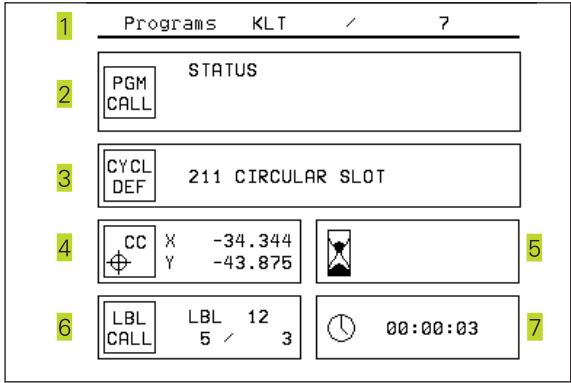 1 Programs KLT / 7
2 PGM CALL STATUS
3 CYCL DEF 211 CIRCULAR SLOT
4 CC X -34.344
Y -43.875
5
6 LBL CALL LBL 12
5 / 3
00:00:03 7